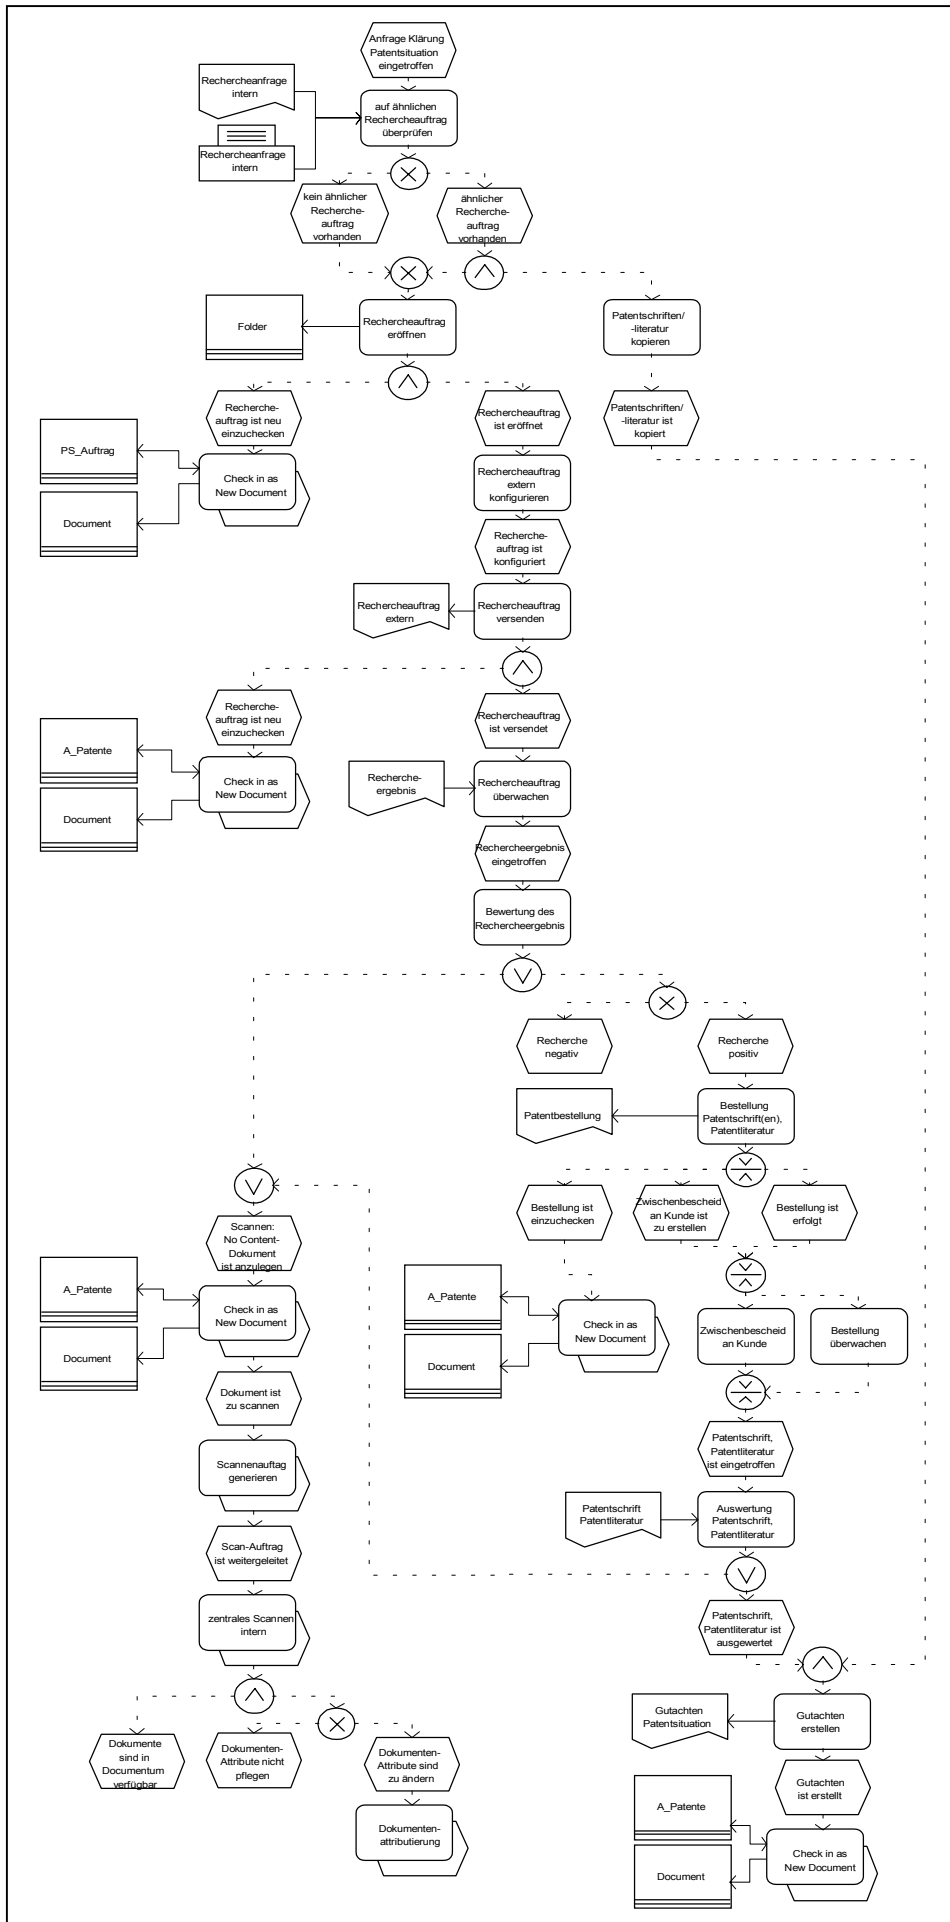 Anfrage Klärung
Patentsituation
eingetroffen
Rechercheanfrage
intern
auf ähnlichen
Rechercheauftrag
überprüfen
Rechercheanfrage
intern
kein ähnlicher
Recherche-
auftrag
vorhanden
ähnlicher
Recherche-
auftrag
vorhanden
Folder
Rechercheauftrag
eröffnen
Patentschriften/
-literatur
kopieren
Recherche-
auftrag ist neu
einzuchecken
Rechercheauftrag
ist eröffnet
Patentschriften/
-literatur ist
kopiert
PS_Auftrag
Check in as
New Document
Rechercheauftrag
extern
konfigurieren
Document
Recherche-
auftrag ist
konfiguriert
Rechercheauftrag
extern
Rechercheauftrag
versenden
Recherche-
auftrag ist neu
einzuchecken
Rechercheauftrag
ist versendet
A_Patente
Check in as
New Document
Recherche-
ergebnis
Rechercheauftrag
überwachen
Document
Rechercheergebnis
eingetroffen
Bewertung des
Rechercheergebnis
Recherche
negativ
Recherche
positiv
Patentbestellung
Bestellung
Patentschrift(en),
Patentliteratur
Bestellung ist
einzuchecken
Zwischenbescheid
an Kunde ist
zu erstellen
Bestellung ist
erfolgt
Scannen:
No Content-
Dokument
ist anzulegen
A_Patente
Check in as
New Document
Document
A_Patente
Check in as
New Document
Document
Zwischenbescheid
an Kunde
Bestellung
überwachen
Dokument ist
zu scannen
Patentschrift,
Patentliteratur
ist eingetroffen
Scannenauftag
generieren
Patentschrift
Patentliteratur
Auswertung
Patentschrift,
Patentliteratur
Scan-Auftrag
ist weitergeleitet
zentrales Scannen
intern
Patentschrift,
Patentliteratur ist
ausgewertet
Gutachten
Patentsituation
Gutachten
erstellen
Dokumente
sind in
Documentum
verfügbar
Dokumenten-
Attribute nicht
pflegen
Dokumenten-
Attribute sind
zu ändern
Gutachten
ist erstellt
A_Patente
Dokumenten-
attributierung
Check in as
New Document
Document